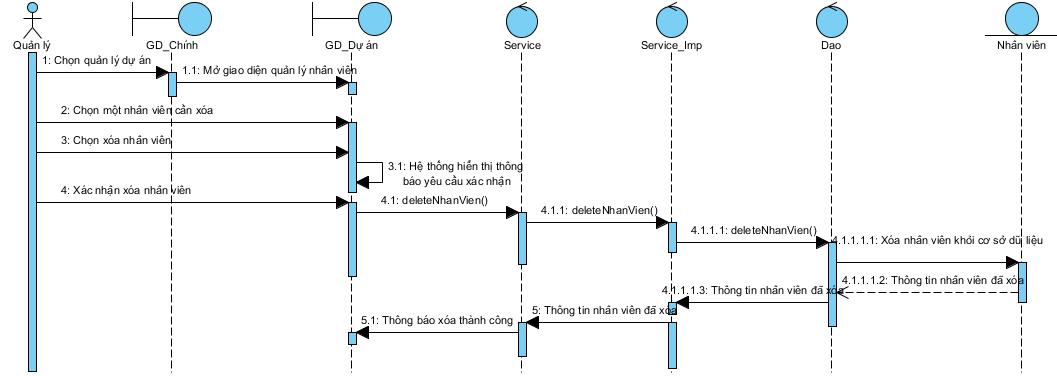 Quản lý
GD_Chính
GD_Dự án
Service
Service_Imp
Dao
Nhân viên
1: Chọn quản lý dự án
1.1: Mở giao diện quản lý nhân viên
2: Chọn một nhân viên cần xóa
3: Chọn xóa nhân viên
3.1: Hệ thống hiển thị thông
báo yêu cầu xác nhận
4: Xác nhận xóa nhân viên
4.1: deleteNhanVien()
4.1.1: deleteNhanVien()
4.1.1.1: deleteNhanVien()
4.1.1.1.1: Xóa nhân viên khỏi cơ sở dữ liệu
4.1.1.1.2: Thông tin nhân viên đã xóa
4.1.1.1.3: Thông tin nhân viên đã xóa
5: Thông tin nhân viên đã xóa
5.1: Thông báo xóa thành công